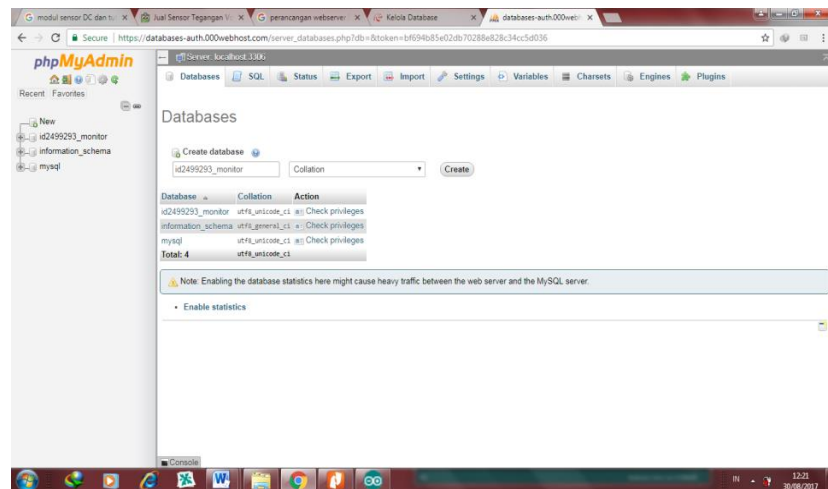 modul sensor DC dan tu
Jual Sensor Tegangan V
perancangan webserver
Kelola Database
databases-auth.000web
Secure | https://databases-auth.000webhost.com/server_databases.php?db=&token=bf694b85e02db70288e828c34cc5d036
phpMyAdmin
Recent Favorites
New
id2499293_monitor
information_schema
mysql
Server: localhost:3306
Databases SQL Status Export Import Settings Variables Charsets Engines Plugins
Databases
Create database
id2499293_monitor Collation Create
Database Collation Action
id2499293_monitor utf8_unicode_ci Check privileges
information_schema utf8_general_ci Check privileges
mysql utf8_unicode_ci Check privileges
Total: 4 utf8_unicode_ci
Note: Enabling the database statistics here might cause heavy traffic between the web server and the MySQL server.
• Enable statistics
Console
IN 12:21
30/08/2017